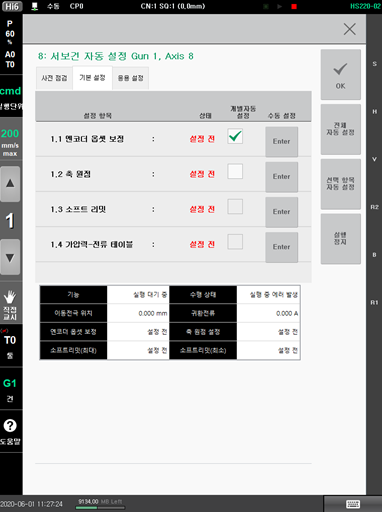 Hi6 수동 CP0 CN:1 SQ:1 (0,0mm) HS220-02
P
60
%
A0
T0
cmd
실행단위
200
mm/s
max
1
직접
교시
T0
툴
G1
건
도움말
8: 서보건 자동 설정 Gun 1, Axis 8
사전 점검 기본 설정 응용 설정
설정 항목 상태 개별자동 설정 수동 설정
1.1 엔코더 옵셋 보정 : 설정 전 Enter
1.2 축 원점 : 설정 전 Enter
1.3 소프트 리밋 : 설정 전 Enter
1.4 가압력-전류 테이블 : 설정 전 Enter
기능 실행 대기 중 수행 상태 실행 중 에러 발생
이동전극 위치 0.000 mm 귀환전류 0.000 A
엔코더 옵셋 보정 설정 전 축 원점 설정 설정 전
소프트리밋(최대) 설정 전 소프트리밋(최소) 설정 전
OK
전체
자동 설정
선택 항목
자동 설정
실행
정지
S
H
V
R2
B
R1
2020-06-01 11:27:24 9134.00 MB Left